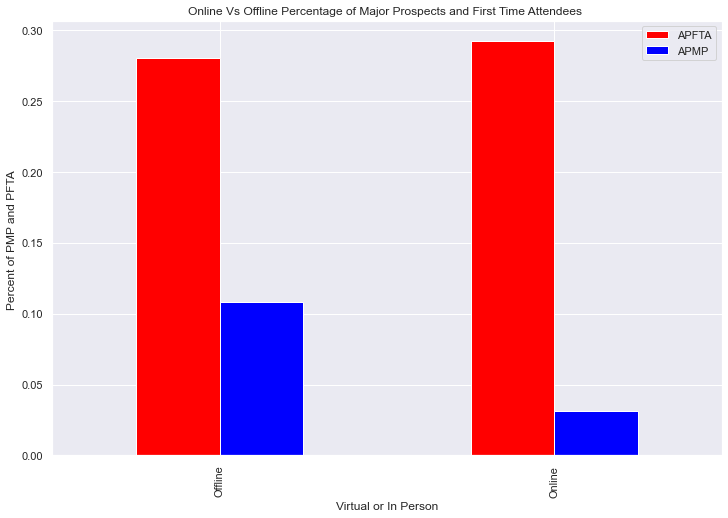 Online Vs Offline Percentage of Major Prospects and First Time Attendees
APFTA
APMP
Percent of PMP and PFTA
0.30
0.25
0.20
0.15
0.10
0.05
0.00
Offline
Online
Virtual or In Person